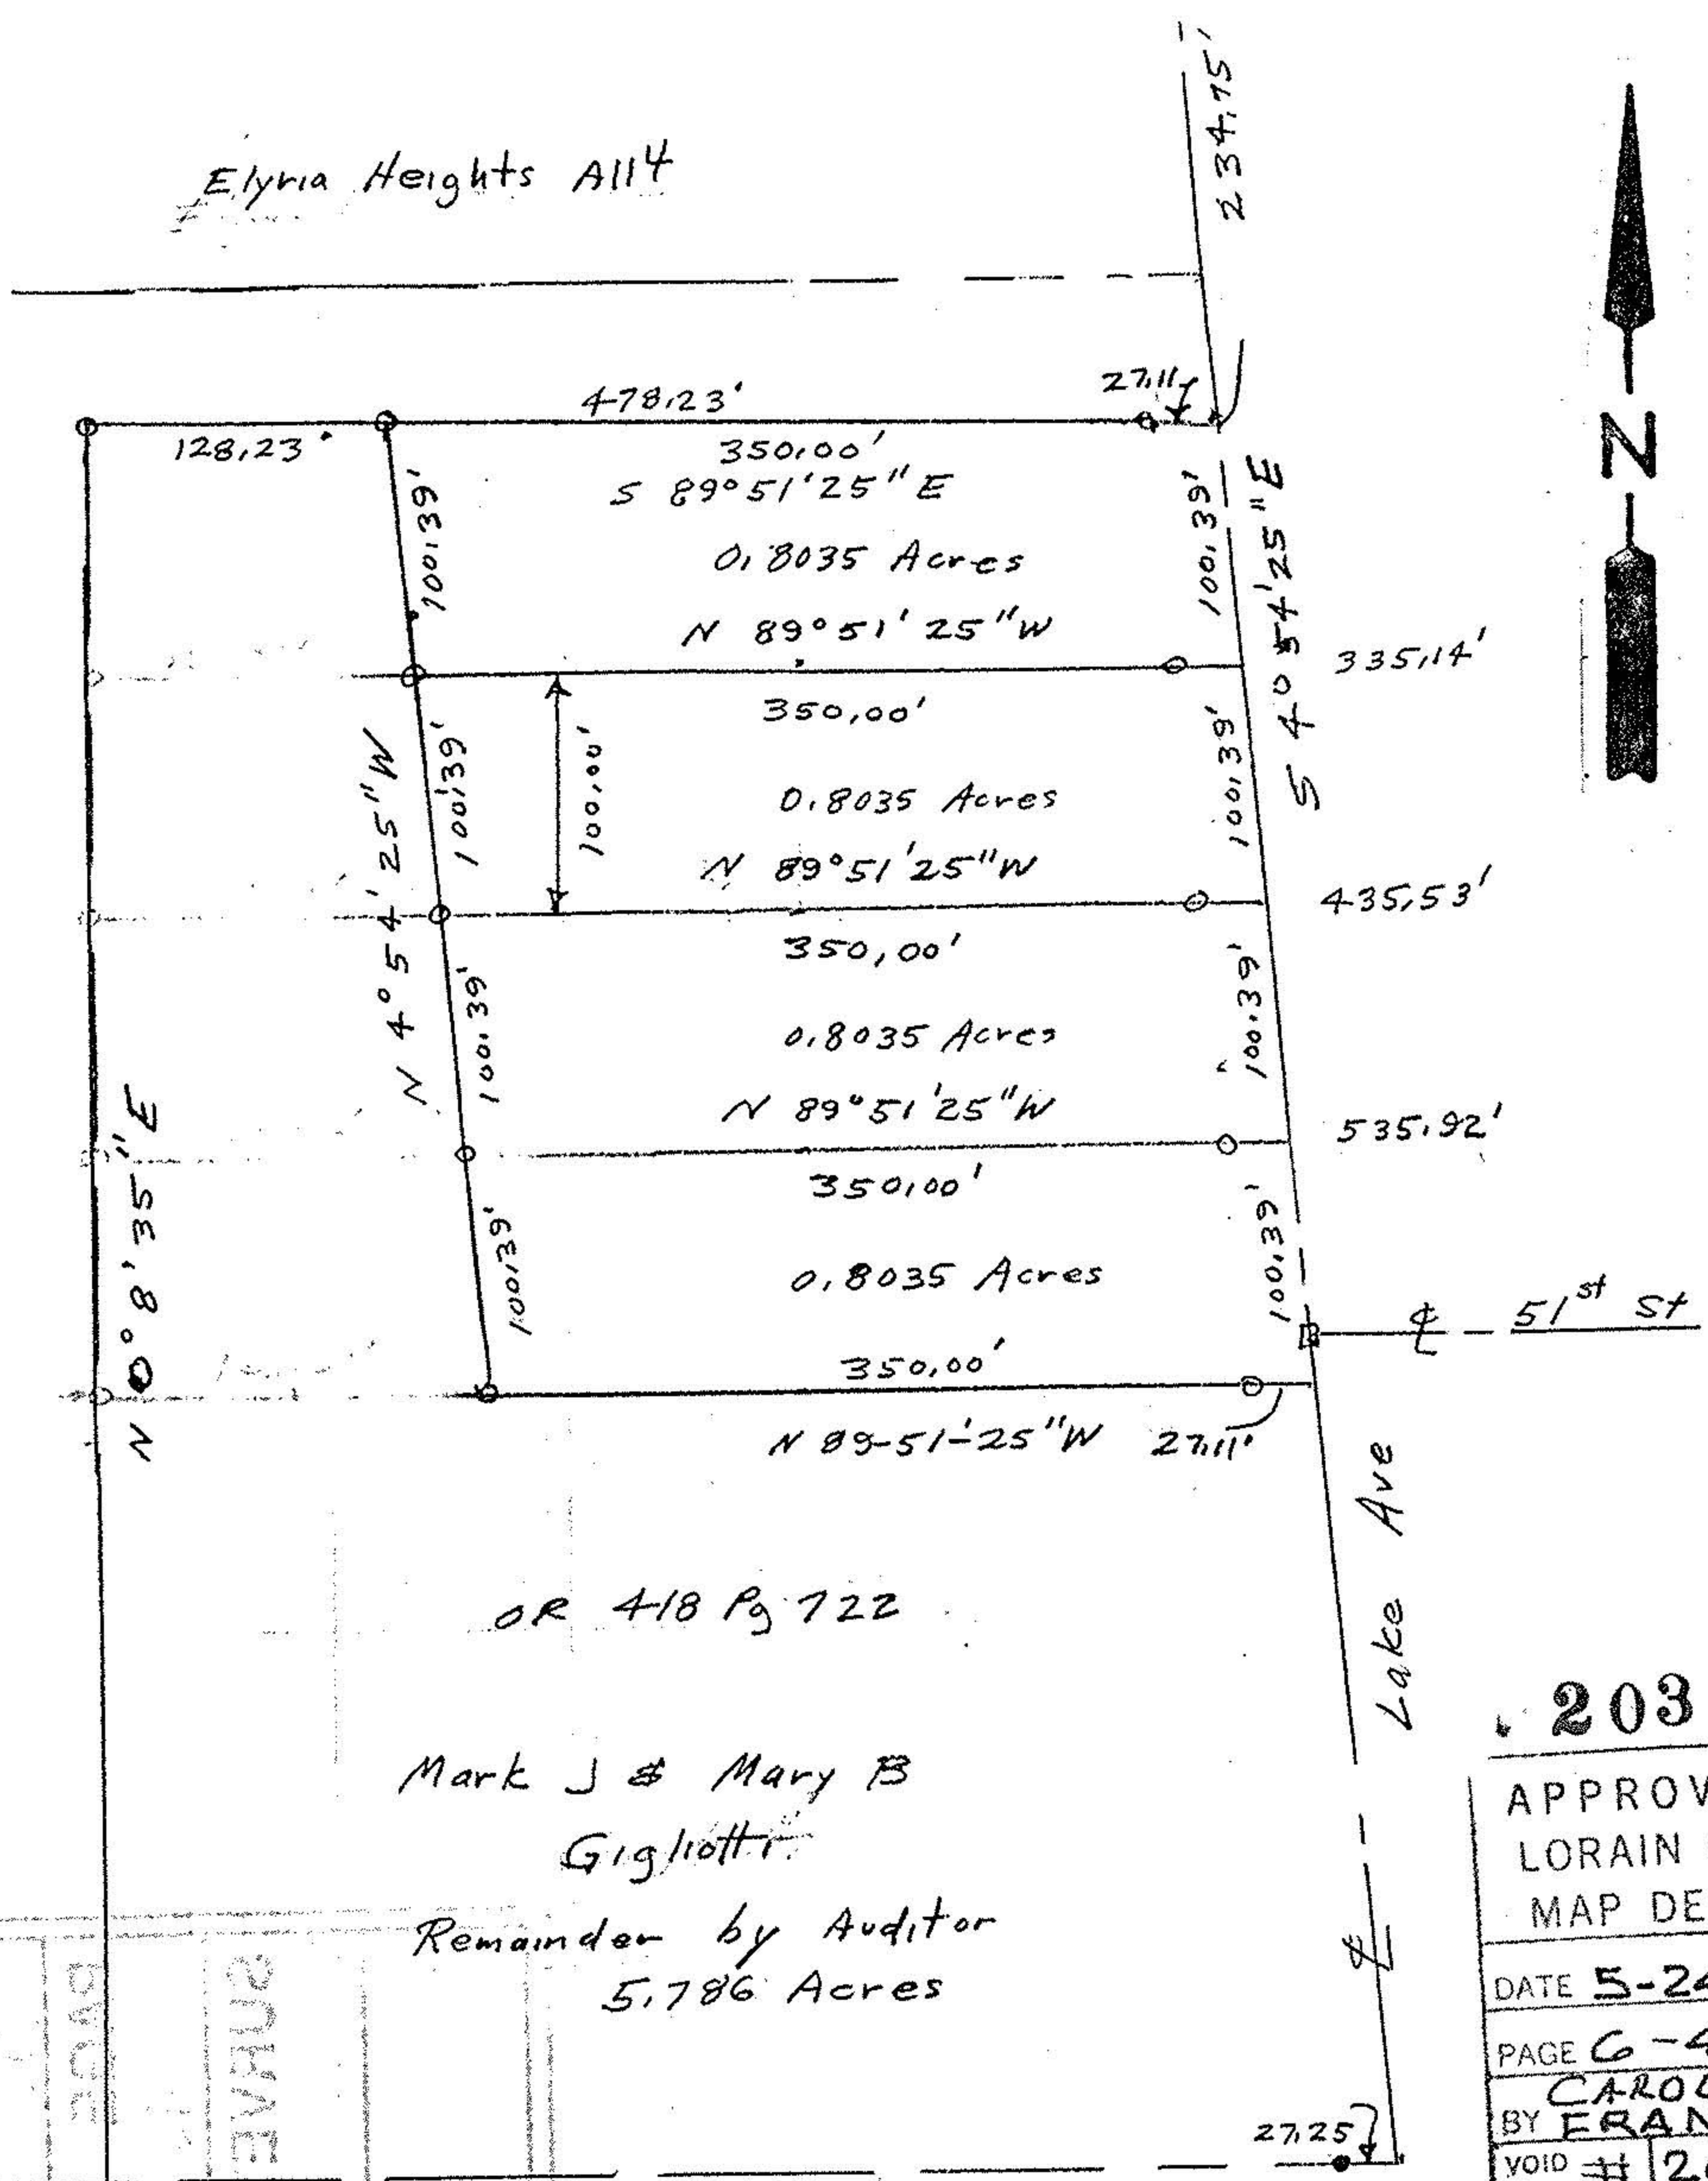 234.75'
Elyria Heights All4
478.23'
27.11'
128.23'
350.00'
S 89°51'25"E
100.39'
100.39'
S 4°54'25"E
0.8035 Acres
N 89°51'25"W
335.14'
350.00'
N
100.39'
100.00'
100.39'
N 4°54'25"W
0.8035 Acres
N 89°51'25"W
435.53'
350.00'
100.39'
100.39'
0.8035 Acres
N 89°51'25"W
535.92'
350.00'
N 0°8'35"E
100.39'
100.39'
0.8035 Acres
51st St
350.00'
N 89-51-25"W 27.11'
Lake Ave
OR 418 Pg 722
Mark J & Mary B
Gigliotti
Remainder by Auditor
5.786 Acres
27.25
203
APPROV
LORAIN
MAP DE
DATE 5-24
PAGE 6-4
CAROL
BY FRAN
VOID # 2
PAGE
SURVE